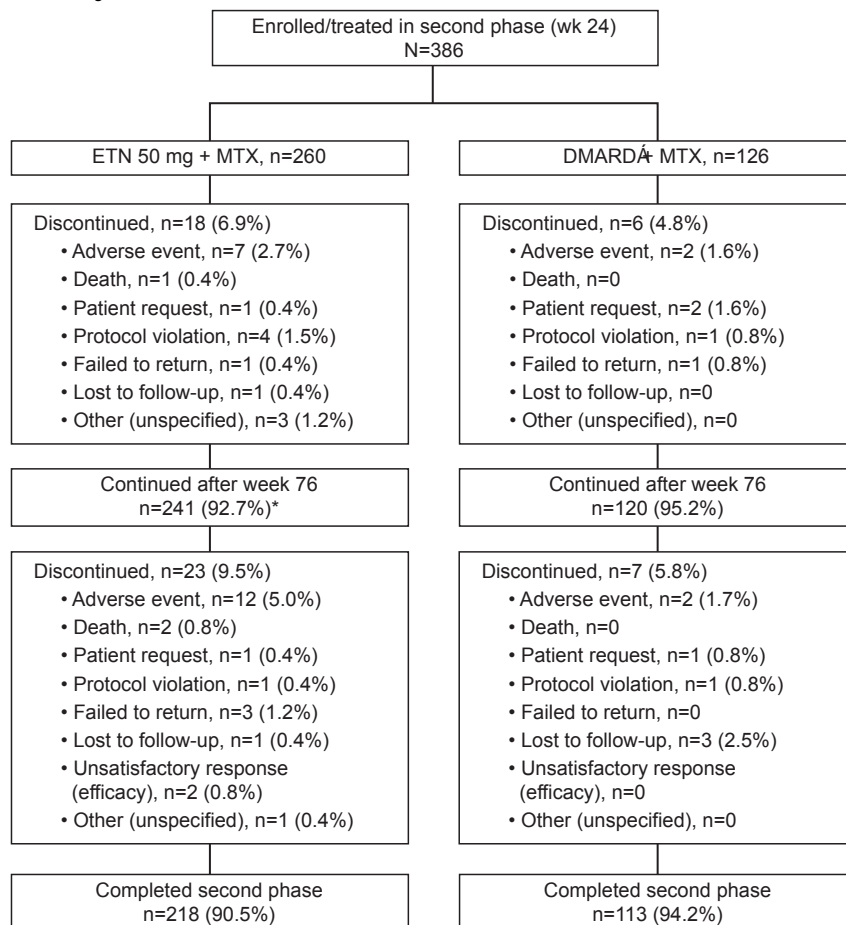 Enrolled/treated in second phase (wk 24)
N=386
ETN 50 mg + MTX, n=260
Discontinued, n=18 (6.9%)
• Adverse event, n=7 (2.7%)
• Death, n=1 (0.4%)
• Patient request, n=1 (0.4%)
• Protocol violation, n=4 (1.5%)
• Failed to return, n=1 (0.4%)
• Lost to follow-up, n=1 (0.4%)
• Other (unspecified), n=3 (1.2%)
Continued after week 76
n=241 (92.7%)*
Discontinued, n=23 (9.5%)
• Adverse event, n=12 (5.0%)
• Death, n=2 (0.8%)
• Patient request, n=1 (0.4%)
• Protocol violation, n=1 (0.4%)
• Failed to return, n=3 (1.2%)
• Lost to follow-up, n=1 (0.4%)
• Unsatisfactory response
(efficacy), n=2 (0.8%)
• Other (unspecified), n=1 (0.4%)
Completed second phase
n=218 (90.5%)
DMARDÁ+ MTX, n=126
Discontinued, n=6 (4.8%)
• Adverse event, n=2 (1.6%)
• Death, n=0
• Patient request, n=2 (1.6%)
• Protocol violation, n=1 (0.8%)
• Failed to return, n=1 (0.8%)
• Lost to follow-up, n=0
• Other (unspecified), n=0
Continued after week 76
n=120 (95.2%)
Discontinued, n=7 (5.8%)
• Adverse event, n=2 (1.7%)
• Death, n=0
• Patient request, n=1 (0.8%)
• Protocol violation, n=1 (0.8%)
• Failed to return, n=0
• Lost to follow-up, n=3 (2.5%)
• Unsatisfactory response
(efficacy), n=0
• Other (unspecified), n=0
Completed second phase
n=113 (94.2%)